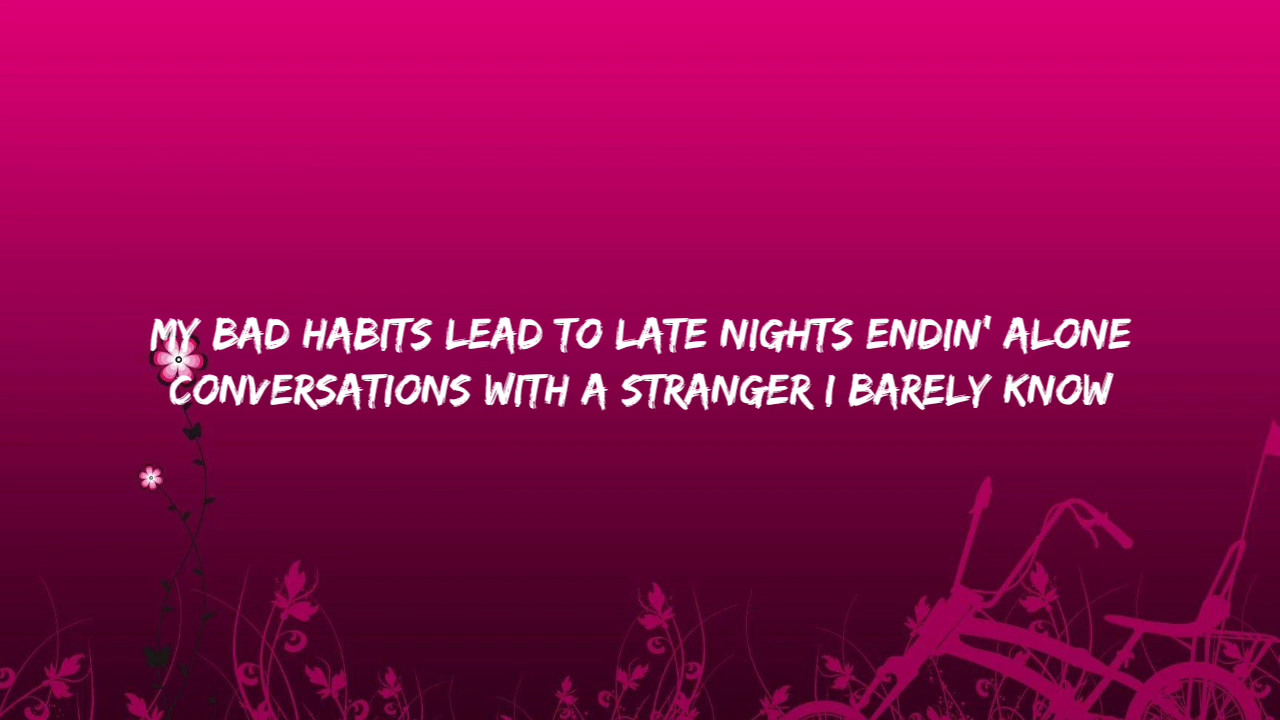 MY BAD HABITS LEAD TO LATE NIGHTS ENDIN' ALONE
CONVERSATIONS WITH A STRANGER I BARELY KNOW